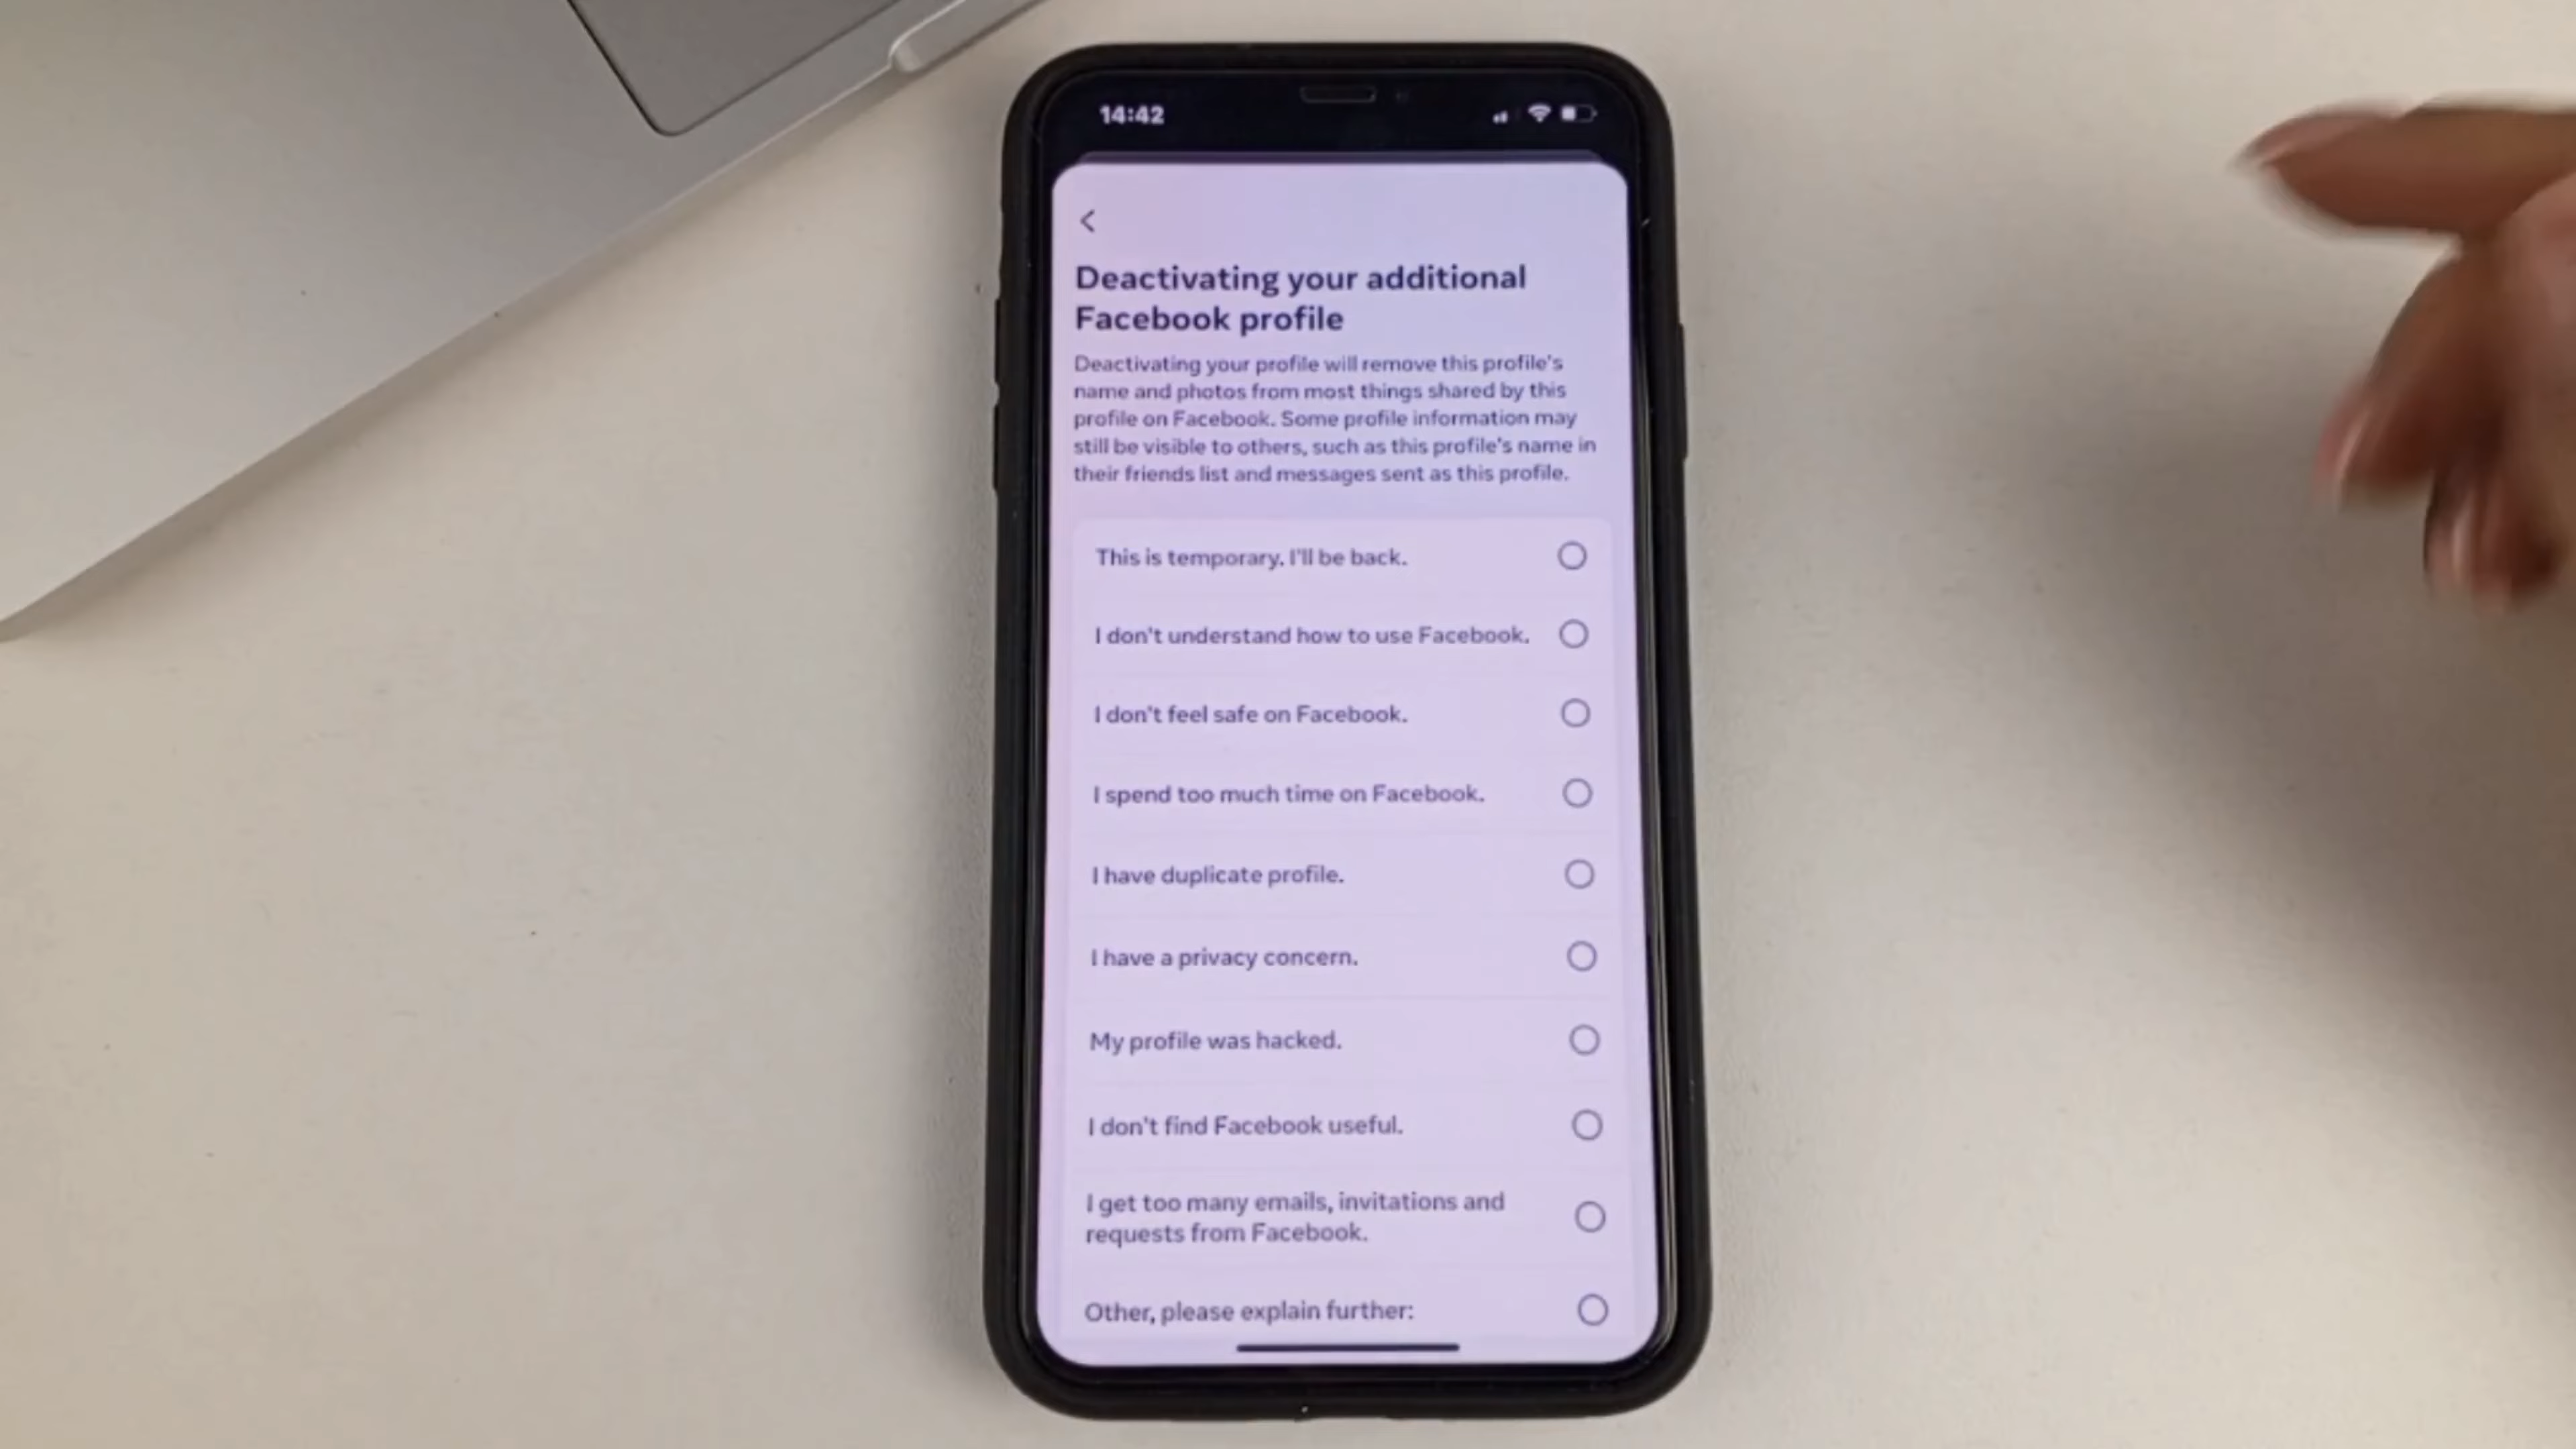 14:42
Deactivating your additional
Facebook profile
Deactivating your profile will remove this profile's
name and photos from most things shared by this
profile on Facebook. Some profile information may
still be visible to others, such as this profile's name in
their friends list and messages sent as this profile.
This is temporary. I'll be back.
I don't understand how to use Facebook.
I don't feel safe on Facebook.
I spend too much time on Facebook.
I have duplicate profile.
I have a privacy concern.
My profile was hacked.
I don't find Facebook useful.
I get too many emails, invitations and
requests from Facebook.
Other, please explain further: